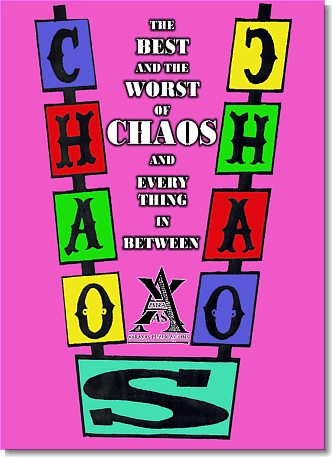 THE
BEST
AND THE
WORST
OF
CHAOS
AND
EVERY
THING
IN
BETWEEN
C
H
A
O
C
H
A
O
S